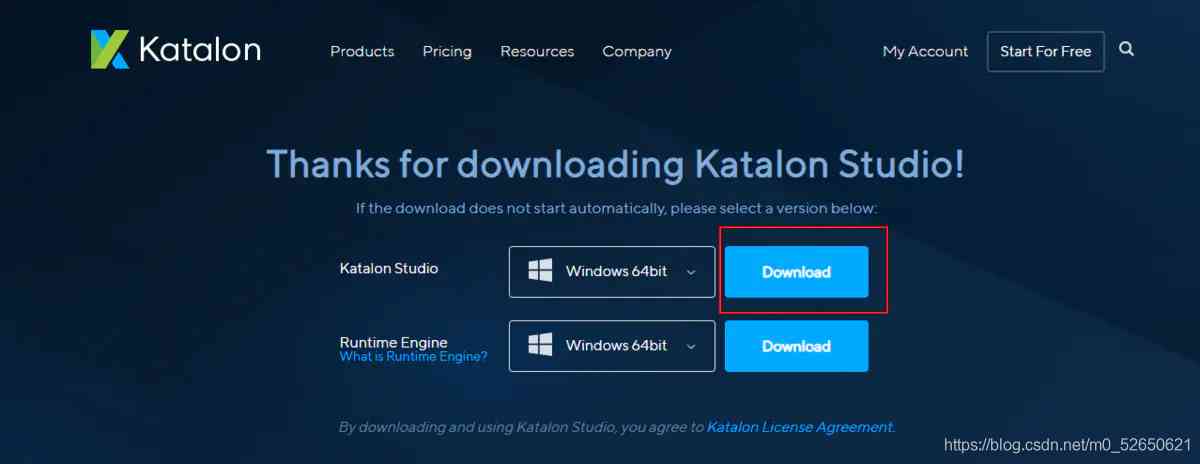 Katalon
Products Pricing Resources Company My Account Start For Free
Thanks for downloading Katalon Studio!
If the download does not start automatically, please select a version below:
Katalon Studio Windows 64bit Download
Runtime Engine Windows 64bit Download
What is Runtime Engine?
By downloading and using Katalon Studio, you agree to Katalon License Agreement.
https://blog.csdn.net/m0_52650621